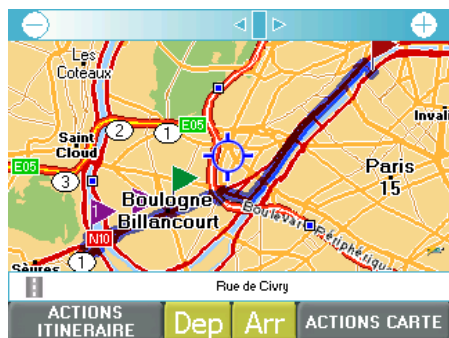 Les
Coteaux
2
1
E05
Saint
Cloud
E05
3
Invali
Paris
15
Boulogne
Billancourt
1
N10
1
Boulevard Périphérique
Sèvres
Rue de Civry
ACTIONS
ITINERAIRE
Dep
Arr
ACTIONS CARTE